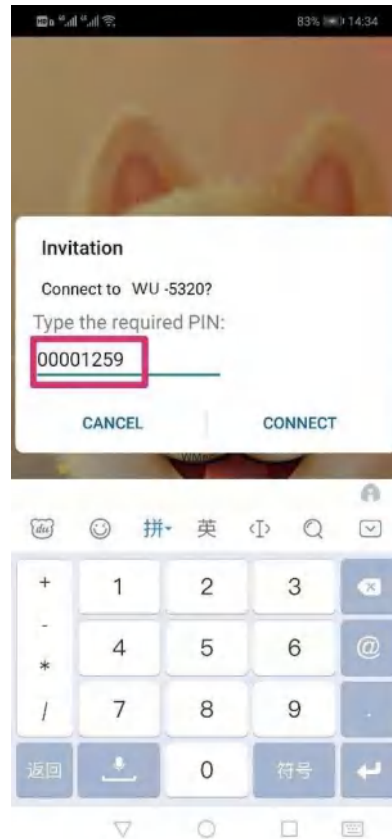 83% 14:34
Invitation
Connect to WU -5320?
Type the required PIN:
00001259
CANCEL CONNECT
du 拼 英
+ 1 2 3
-
4 5 6 @
*
/ 7 8 9 .
返回 0 符号